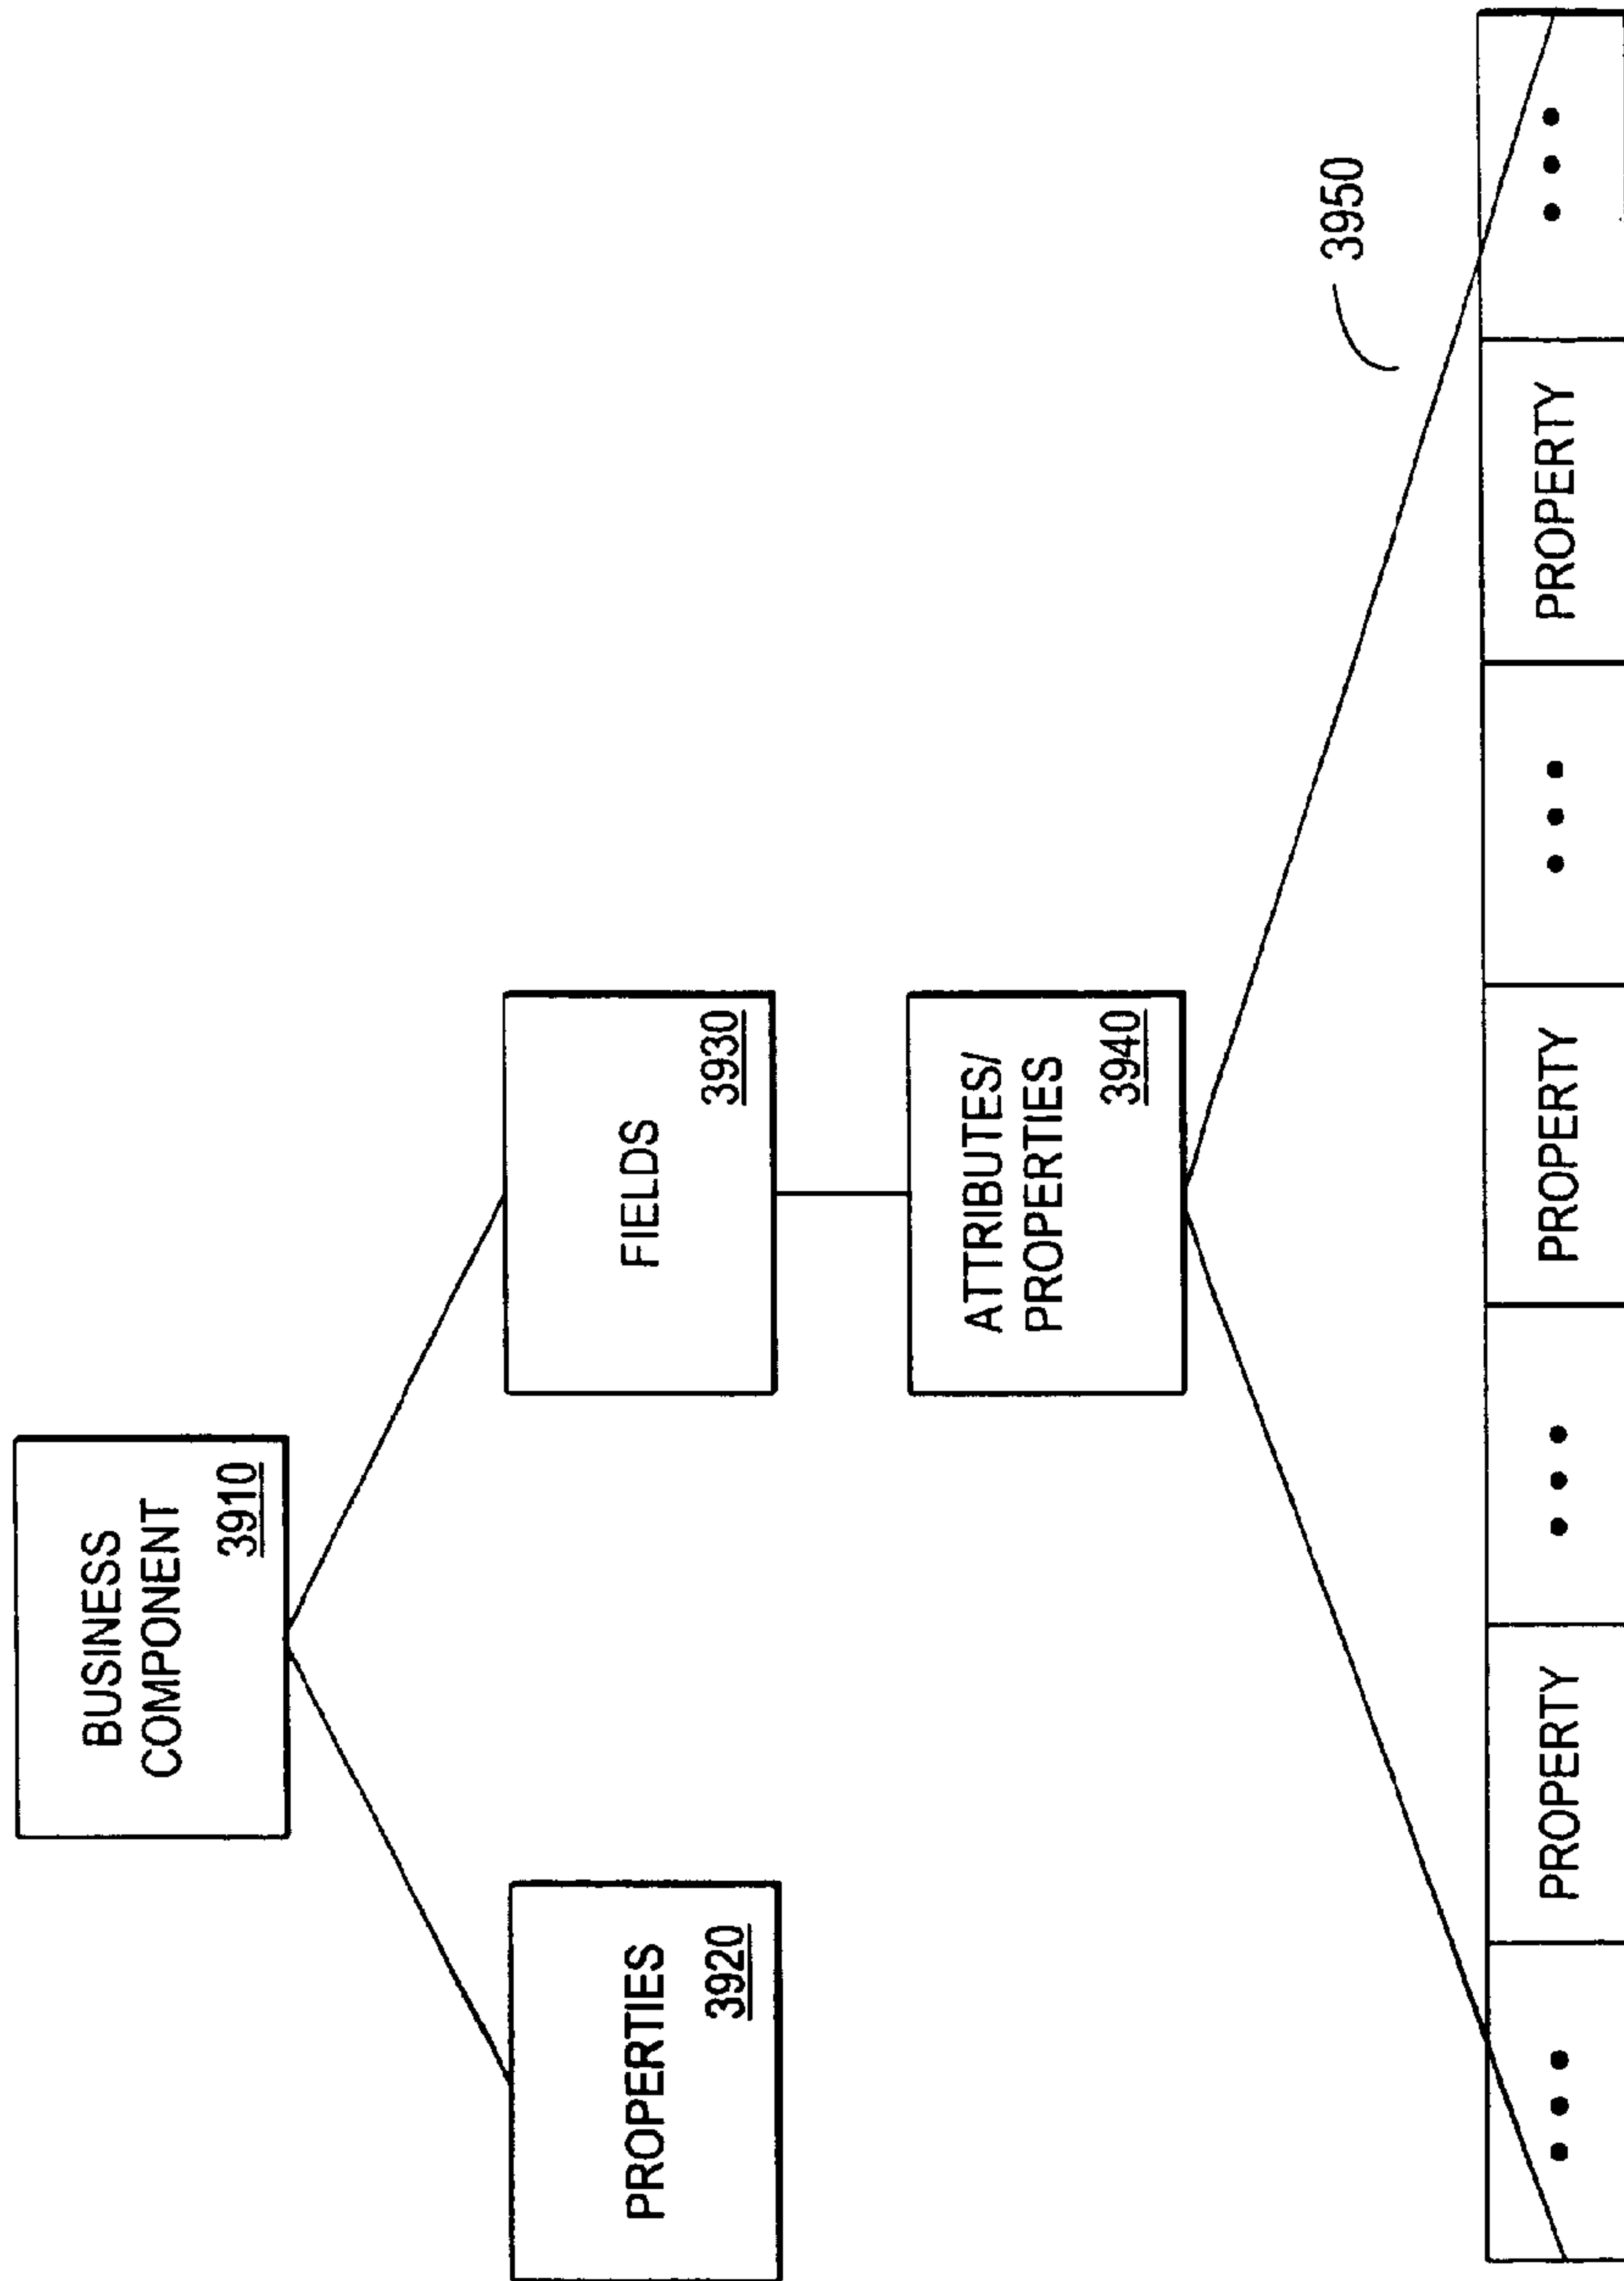 BUSINESS
COMPONENT
3910
PROPERTIES
3920
FIELDS
3930
ATTRIBUTES/
PROPERTIES
3940
3950
• • •
PROPERTY
• • •
PROPERTY
• • •
PROPERTY
• • •